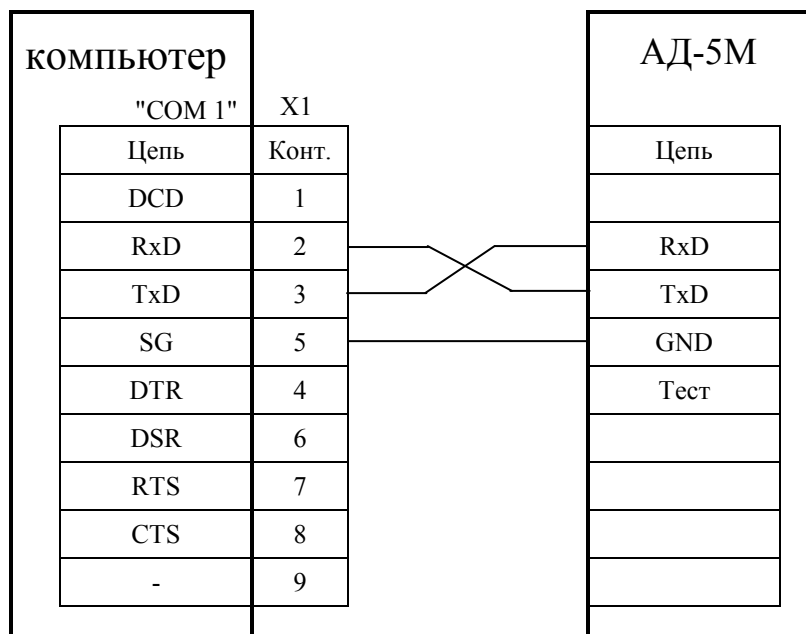 компьютер
АД-5М
"COM 1" X1
Цепь Конт. Цепь
DCD 1
RxD 2 RxD
TxD 3 TxD
SG 5 GND
DTR 4 Тест
DSR 6
RTS 7
CTS 8
- 9